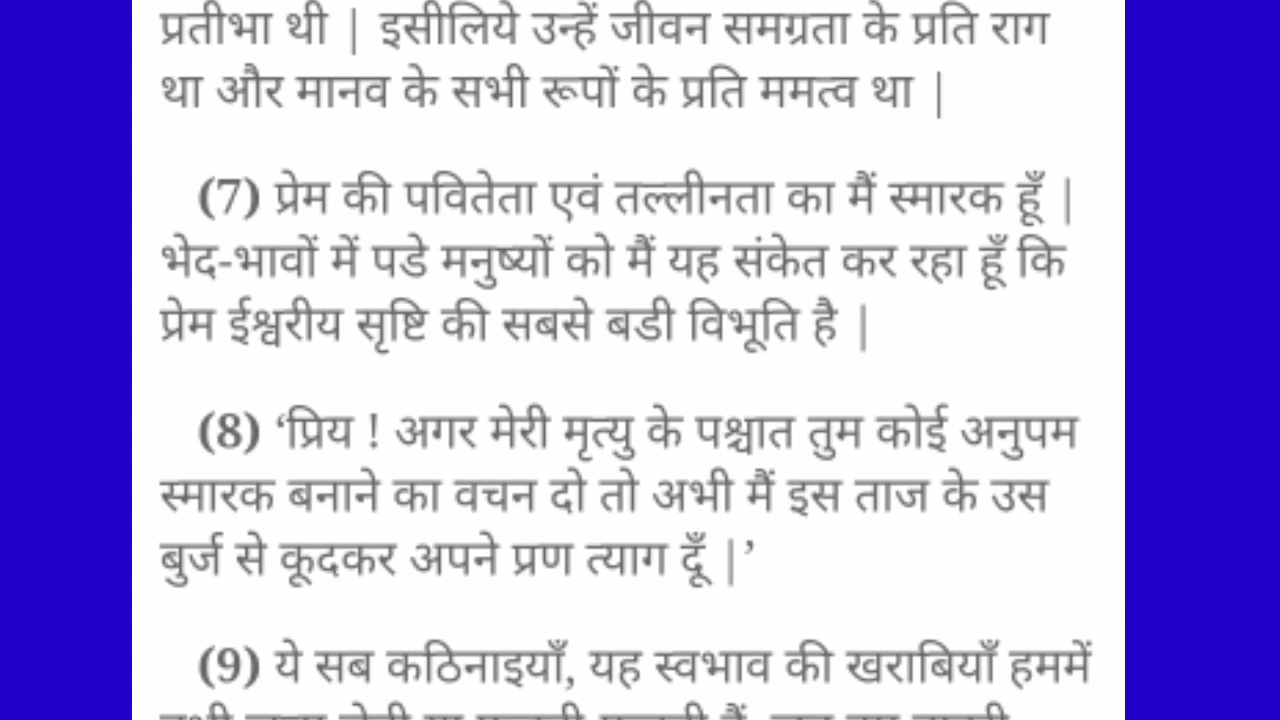 प्रतीभा थी | इसीलिये उन्हें जीवन समग्रता के प्रति राग
था और मानव के सभी रूपों के प्रति ममत्व था |
(7) प्रेम की पवितेता एवं तल्लीनता का मैं स्मारक हूँ |
भेद-भावों में पडे मनुष्यों को मैं यह संकेत कर रहा हूँ कि
प्रेम ईश्वरीय सृष्टि की सबसे बडी विभूति है |
(8) ‘प्रिय ! अगर मेरी मृत्यु के पश्चात तुम कोई अनुपम
स्मारक बनाने का वचन दो तो अभी मैं इस ताज के उस
बुर्ज से कूदकर अपने प्रण त्याग दूँ |’
(9) ये सब कठिनाइयाँ, यह स्वभाव की खराबियाँ हममें